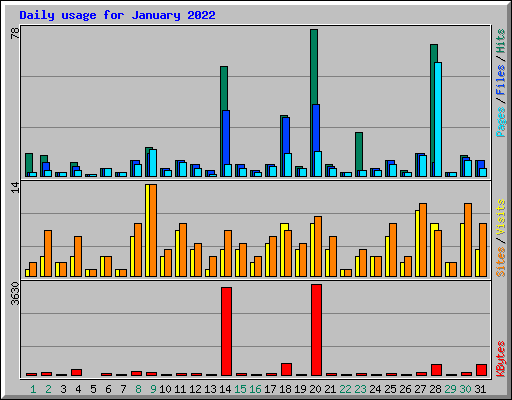 Daily usage for January 2022
78
Pages / Files / Hits
14
Sites / Visits
3630
KBytes
1 2 3 4 5 6 7 8 9 10 11 12 13 14 15 16 17 18 19 20 21 22 23 24 25 26 27 28 29 30 31